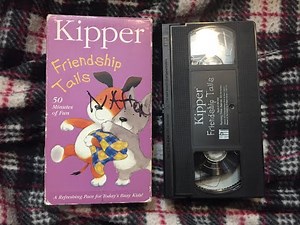 Kipper
Friendship
Tails
50
Minutes
of Fun
A Refreshing Pace for Today's Busy Kids!
Kipper
Friendship Tails